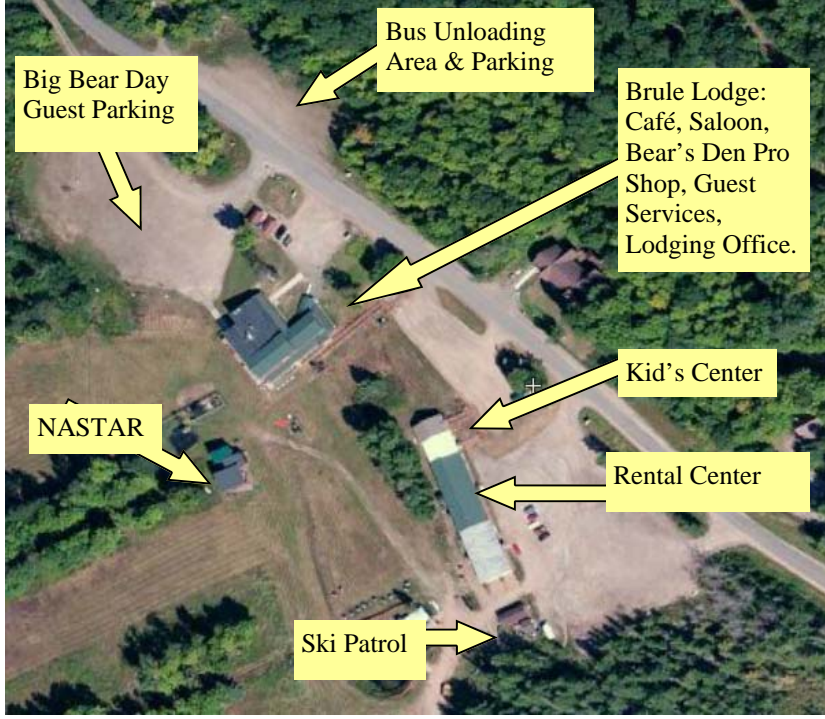 Bus Unloading
Area & Parking
Big Bear Day
Guest Parking
Brule Lodge:
Café, Saloon,
Bear's Den Pro
Shop, Guest
Services,
Lodging Office.
Kid's Center
NASTAR
Rental Center
Ski Patrol